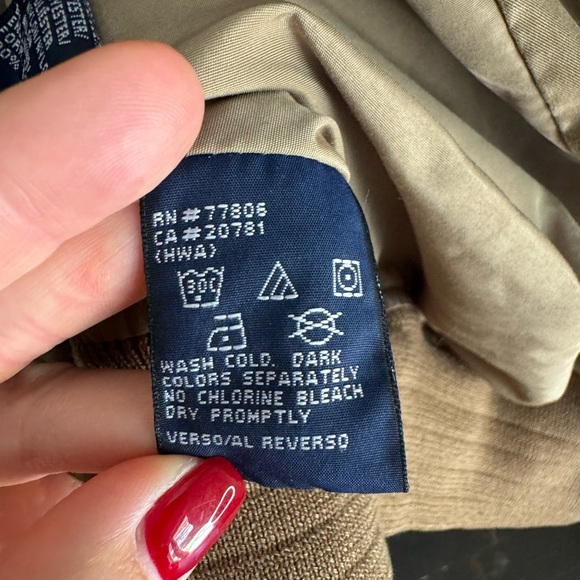 RN #77806
CA #20781
(HWA)
30C
WASH COLD. DARK
COLORS SEPARATELY
NO CHLORINE BLEACH
DRY PROMPTLY
VERSO/AL REVERSO